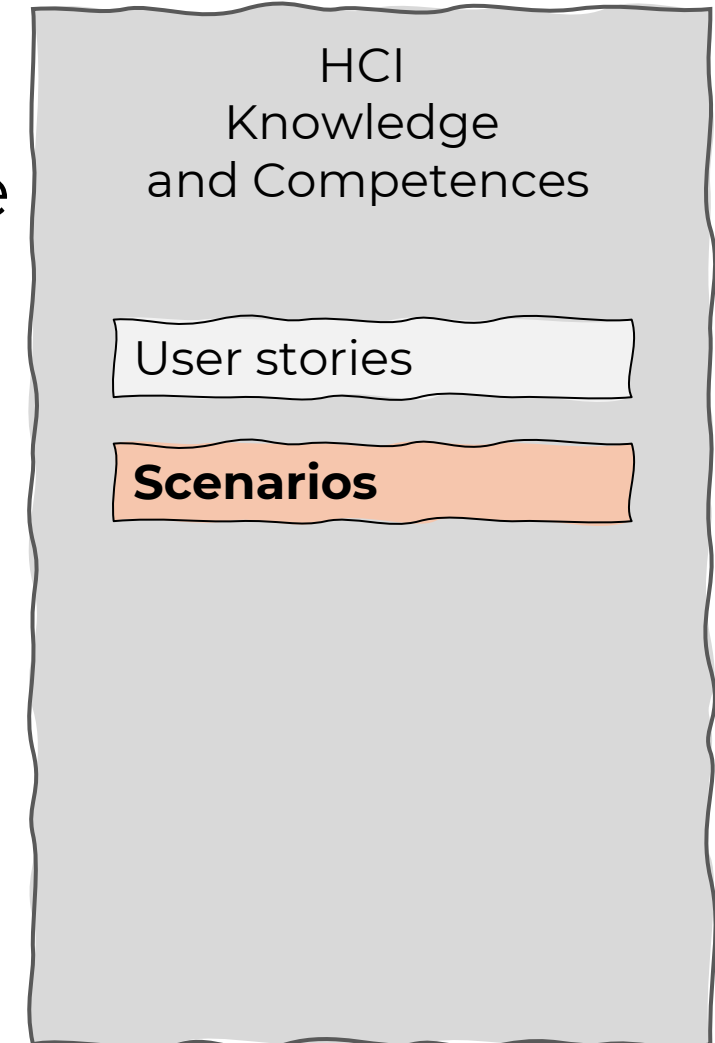 HCI
Knowledge
and Competences
e
User stories
Scenarios